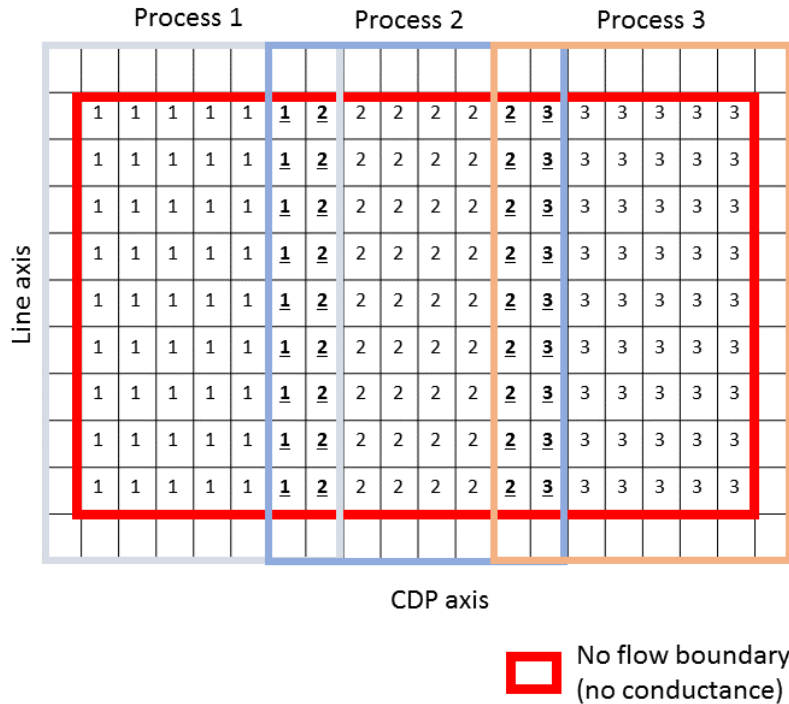 Process 1 Process 2 Process 3
1 1 1 1 1 1 2 2 2 2 2 2 3 3 3 3 3 3
1 1 1 1 1 1 2 2 2 2 2 2 3 3 3 3 3 3
1 1 1 1 1 1 2 2 2 2 2 2 3 3 3 3 3 3
1 1 1 1 1 1 2 2 2 2 2 2 3 3 3 3 3 3
1 1 1 1 1 1 2 2 2 2 2 2 3 3 3 3 3 3
1 1 1 1 1 1 2 2 2 2 2 2 3 3 3 3 3 3
1 1 1 1 1 1 2 2 2 2 2 2 3 3 3 3 3 3
1 1 1 1 1 1 2 2 2 2 2 2 3 3 3 3 3 3
1 1 1 1 1 1 2 2 2 2 2 2 3 3 3 3 3 3
Line axis
CDP axis
No flow boundary
(no conductance)